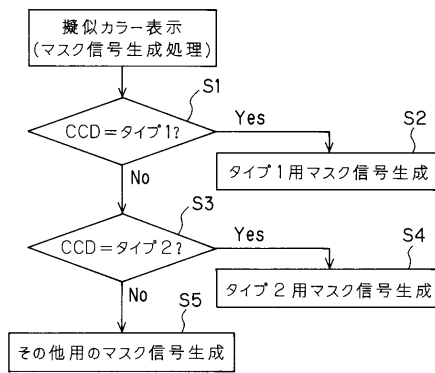 擬似カラー表示
(マスク信号生成処理)
S1
CCD=タイプ1?
Yes
S2
タイプ1用マスク信号生成
No
S3
CCD=タイプ2?
Yes
S4
タイプ2用マスク信号生成
No
S5
その他用のマスク信号生成